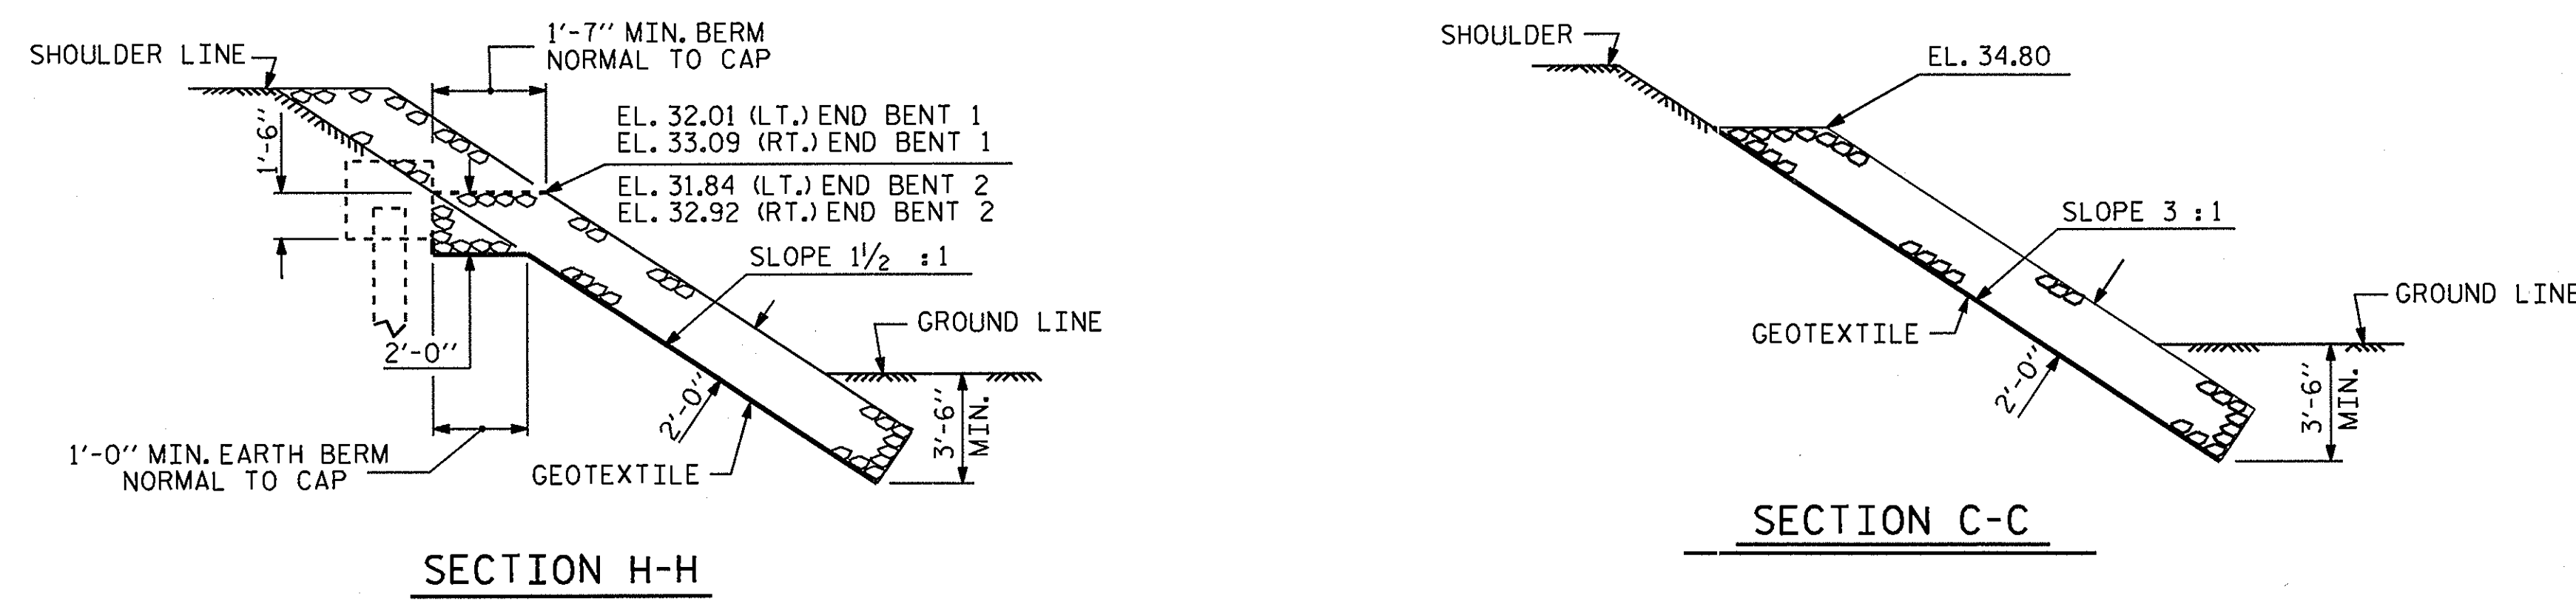 SHOULDER LINE
1'-7" MIN. BERM
NORMAL TO CAP
1'-6"
EL. 32.01 (LT.) END BENT 1
EL. 33.09 (RT.) END BENT 1
EL. 31.84 (LT.) END BENT 2
EL. 32.92 (RT.) END BENT 2
SLOPE 1 1/2 : 1
GROUND LINE
2'-0"
2'-0"
3'-6"
MIN.
1'-0" MIN. EARTH BERM
NORMAL TO CAP
GEOTEXTILE
SECTION H-H
SHOULDER
EL. 34.80
SLOPE 3 : 1
GROUND LINE
GEOTEXTILE
2'-0"
3'-6"
MIN.
SECTION C-C